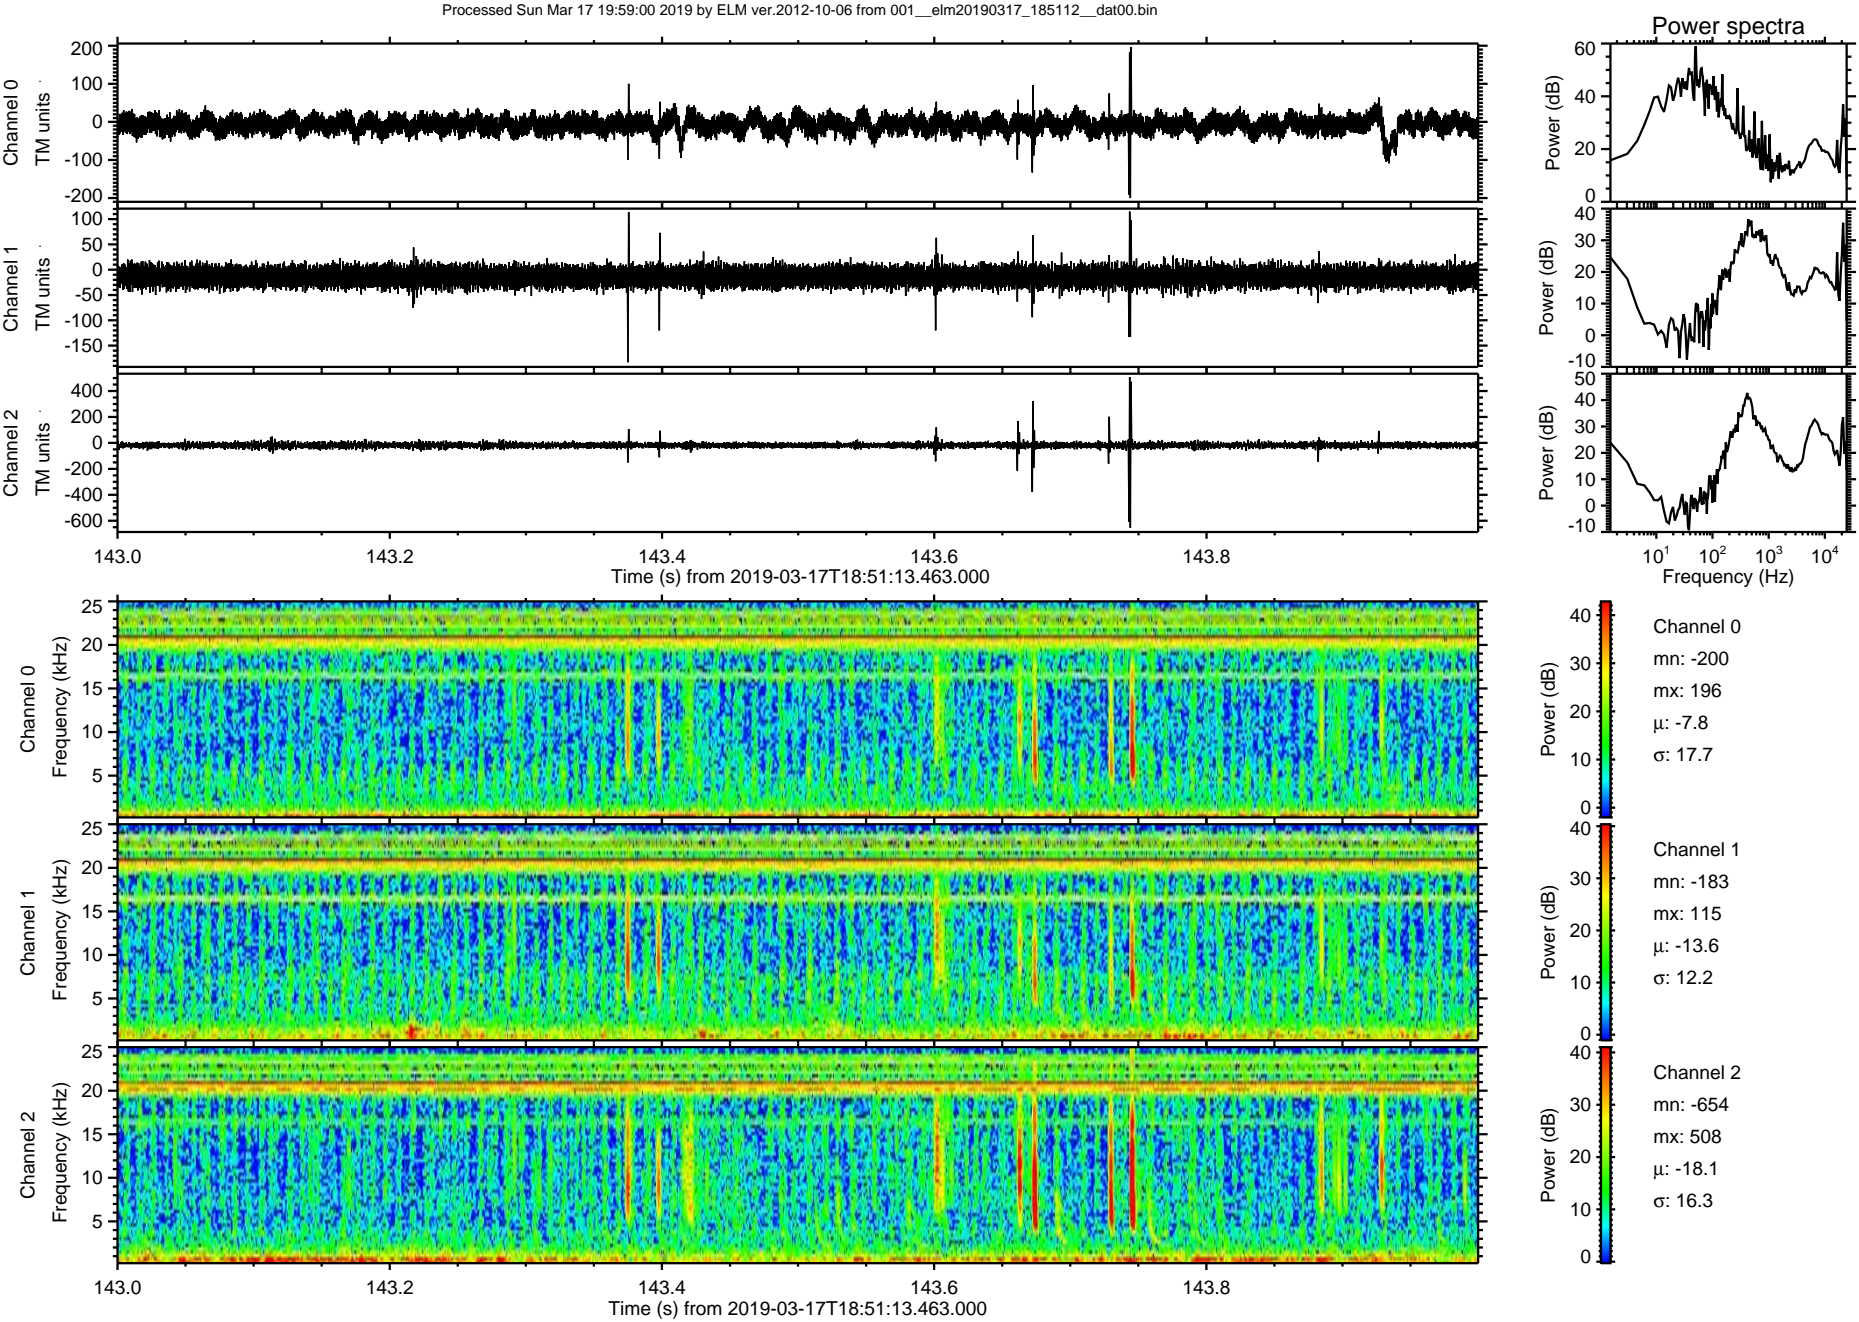 Processed Sun Mar 17 19:59:00 2019 by ELM ver.2012-10-06 from 001__elm20190317_185112__dat00.bin
Power spectra
Channel 0
TM units
200
100
0
-100
-200
Power (dB)
60
40
20
0
Channel 1
TM units
100
50
0
-50
-100
-150
Power (dB)
40
30
20
10
0
-10
Channel 2
TM units
400
200
0
-200
-400
-600
Power (dB)
50
40
30
20
10
0
-10
143.0 143.2 143.4 143.6 143.8
Time (s) from 2019-03-17T18:51:13.463.000
10^1 10^2 10^3 10^4
Frequency (Hz)
Channel 0
Frequency (kHz)
25
20
15
10
5
Power (dB)
40
30
20
10
0
Channel 0
mn: -200
mx: 196
μ: -7.8
σ: 17.7
Channel 1
Frequency (kHz)
25
20
15
10
5
Power (dB)
40
30
20
10
0
Channel 1
mn: -183
mx: 115
μ: -13.6
σ: 12.2
Channel 2
Frequency (kHz)
25
20
15
10
5
Power (dB)
40
30
20
10
0
Channel 2
mn: -654
mx: 508
μ: -18.1
σ: 16.3
143.0 143.2 143.4 143.6 143.8
Time (s) from 2019-03-17T18:51:13.463.000